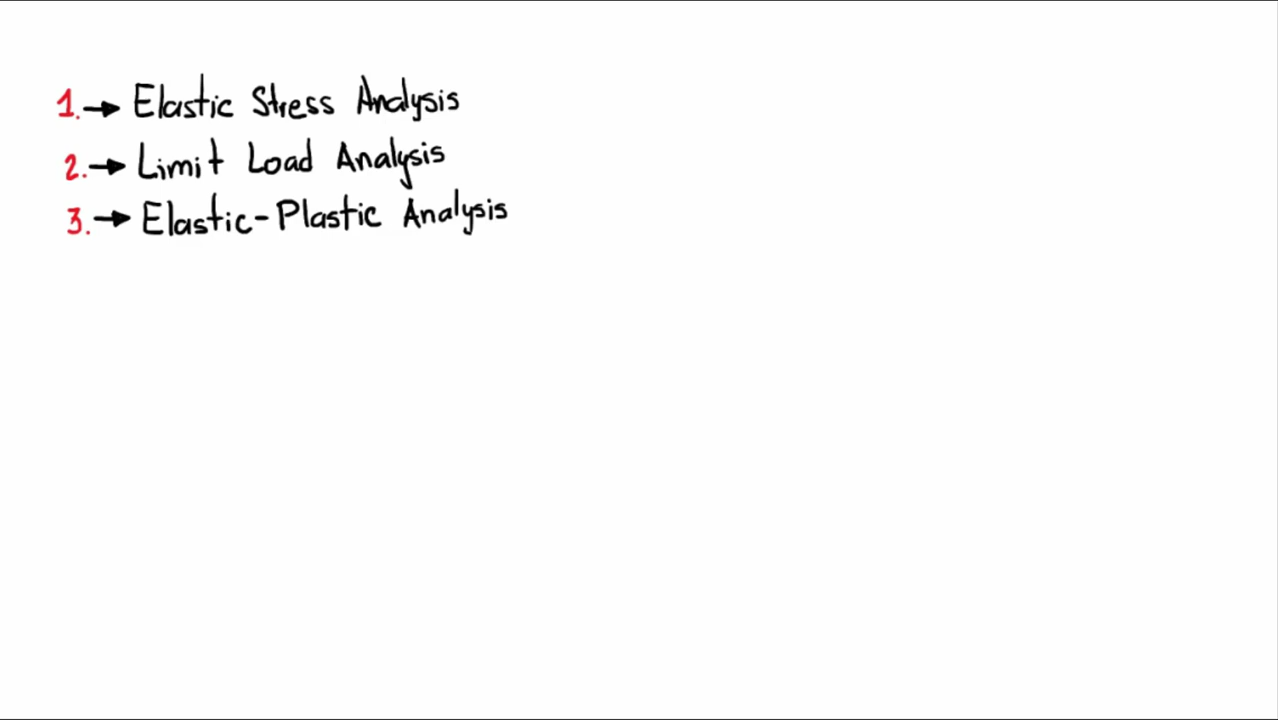 1. → Elastic Stress Analysis
2. → Limit Load Analysis
3. → Elastic-Plastic Analysis